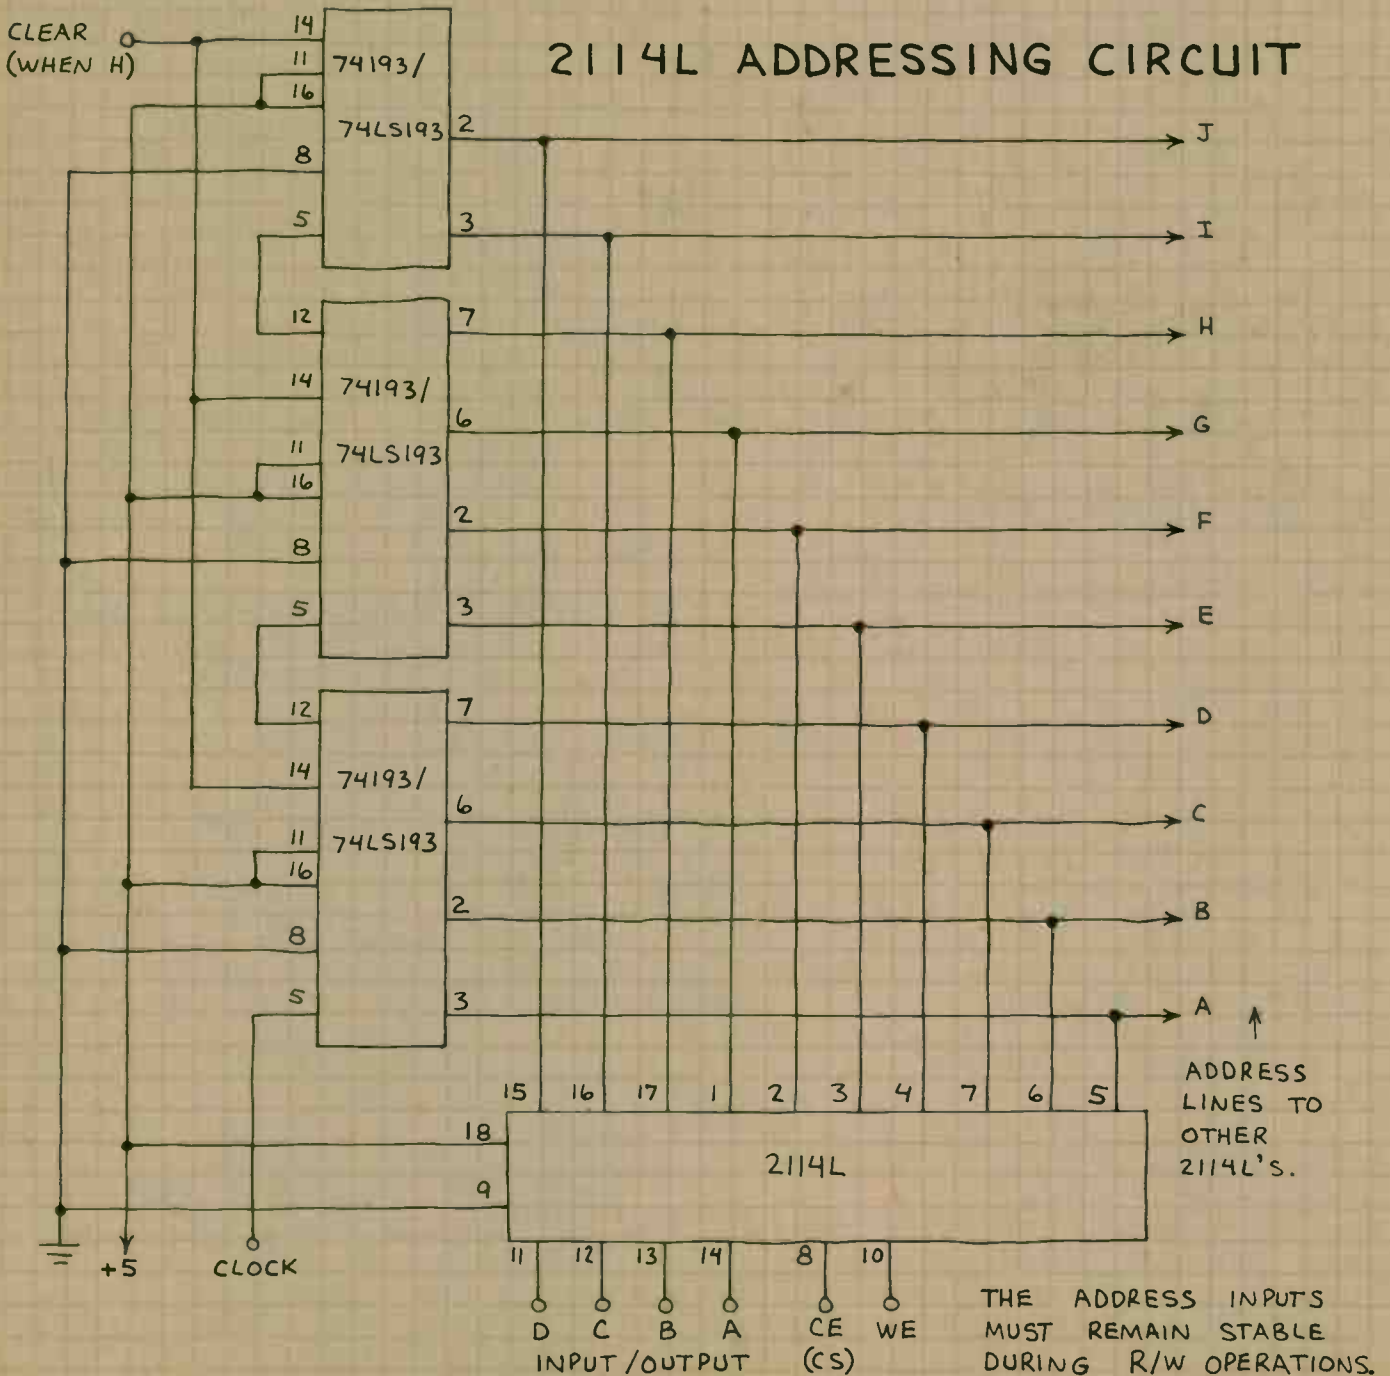 2114L ADDRESSING CIRCUIT
CLEAR
(WHEN H)
14
11
16
8
5
74193/
74LS193
2
J
3
I
12
14
11
16
8
5
74193/
74LS193
7
H
6
G
2
F
3
E
12
14
11
16
8
5
74193/
74LS193
7
D
6
C
2
B
3
A
ADDRESS
LINES TO
OTHER
2114L'S.
15 16 17 1 2 3 4 7 6 5
18
9
2114L
+5 CLOCK
11 12 13 14 8 10
D C B A CE WE
INPUT/OUTPUT (CS)
THE ADDRESS INPUTS
MUST REMAIN STABLE
DURING R/W OPERATIONS.